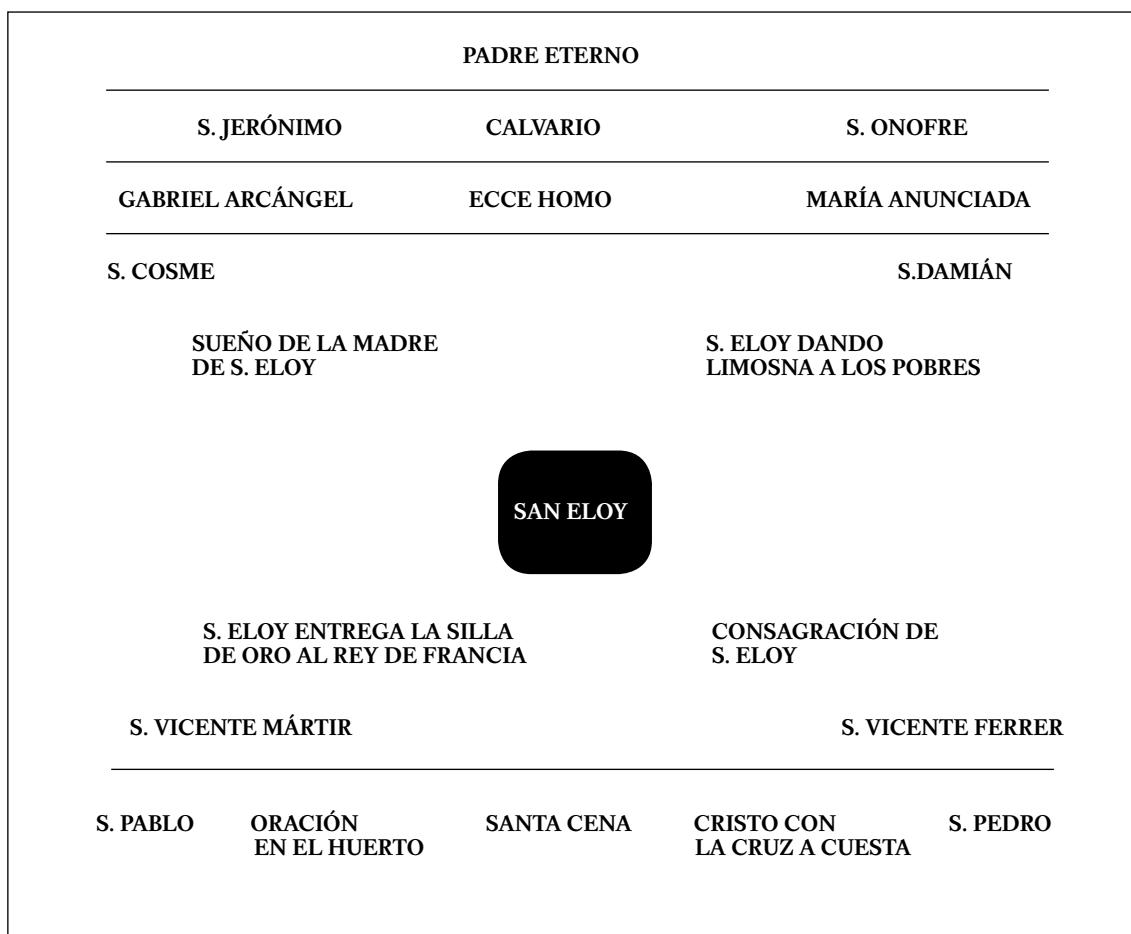 PADRE ETERNO
S. JERÓNIMO CALVARIO S. ONOFRE
GABRIEL ARCÁNGEL ECCE HOMO MARÍA ANUNCIADA
S. COSME S.DAMIÁN
SUEÑO DE LA MADRE
DE S. ELOY
S. ELOY DANDO
LIMOSNA A LOS POBRES
SAN ELOY
S. ELOY ENTREGA LA SILLA
DE ORO AL REY DE FRANCIA
CONSAGRACIÓN DE
S. ELOY
S. VICENTE MÁRTIR S. VICENTE FERRER
S. PABLO
ORACIÓN
EN EL HUERTO
SANTA CENA
CRISTO CON
LA CRUZ A CUESTA
S. PEDRO